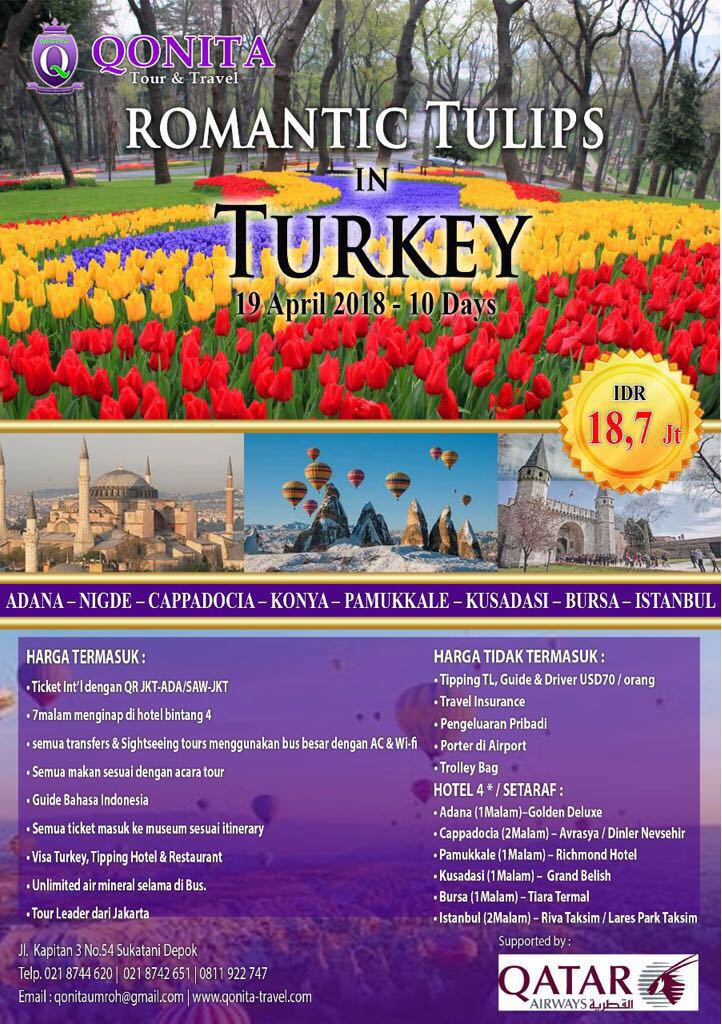 QONITA
Tour & Travel
ROMANTIC TULIPS
IN
TURKEY
19 April 2018 - 10 Days
IDR
18,7 Jt
ADANA – NIGDE – CAPPADOCIA – KONYA – PAMUKKALE – KUSADASI – BURSA – ISTANBUL
HARGA TERMASUK :
• Ticket Int'l dengan QR JKT-ADA/SAW-JKT
• 7malam menginap di hotel bintang 4
• semua transfers & Sightseeing tours menggunakan bus besar dengan AC & Wi-fi
• Semua makan sesuai dengan acara tour
• Guide Bahasa Indonesia
• Semua ticket masuk ke museum sesuai itinerary
• Visa Turkey, Tipping Hotel & Restaurant
• Unlimited air mineral selama di Bus.
• Tour Leader dari Jakarta
HARGA TIDAK TERMASUK :
• Tipping TL, Guide & Driver USD70 / orang
• Travel Insurance
• Pengeluaran Pribadi
• Porter di Airport
• Trolley Bag
HOTEL 4 * / SETARAF :
• Adana (1Malam)–Golden Deluxe
• Cappadocia (2Malam) – Avrasya / Dinler Nevsehir
• Pamukkale (1Malam) – Richmond Hotel
• Kusadasi (1Malam) – Grand Belish
• Bursa (1Malam) – Tiara Termal
• Istanbul (2Malam) – Riva Taksim / Lares Park Taksim
Jl. Kapitan 3 No.54 Sukatani Depok
Telp. 021 8744 620 | 021 8742 651 | 0811 922 747
Email : qonitaumroh@gmail.com | www.qonita-travel.com
Supported by :
QATAR
AIRWAYS القطرية